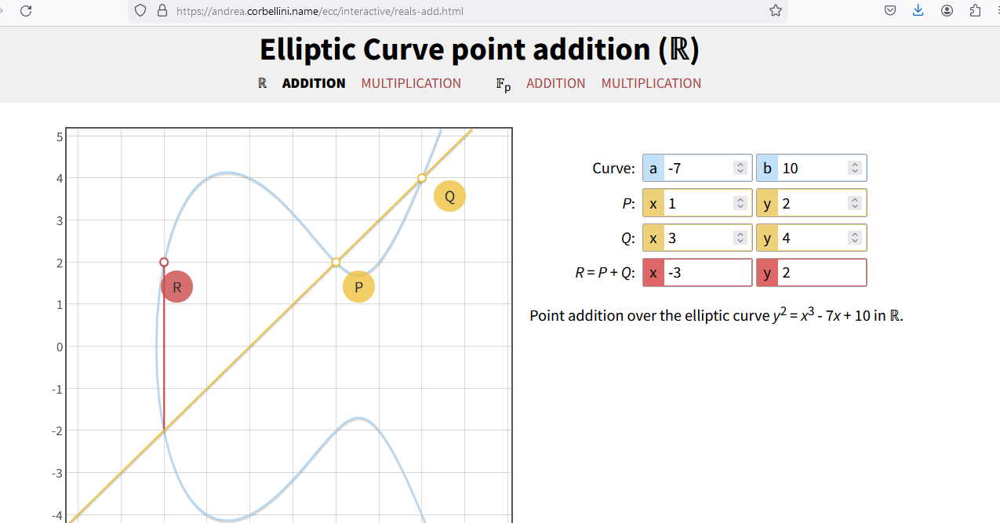 https://andrea.corbellini.name/ecc/interactive/reals-add.html
Elliptic Curve point addition (ℝ)
ℝ ADDITION MULTIPLICATION 𝔽p ADDITION MULTIPLICATION
5
4
3
2
1
0
-1
-2
-3
-4
Q
P
R
Curve: a -7 b 10
P: x 1 y 2
Q: x 3 y 4
R = P + Q: x -3 y 2
Point addition over the elliptic curve y² = x³ - 7x + 10 in ℝ.